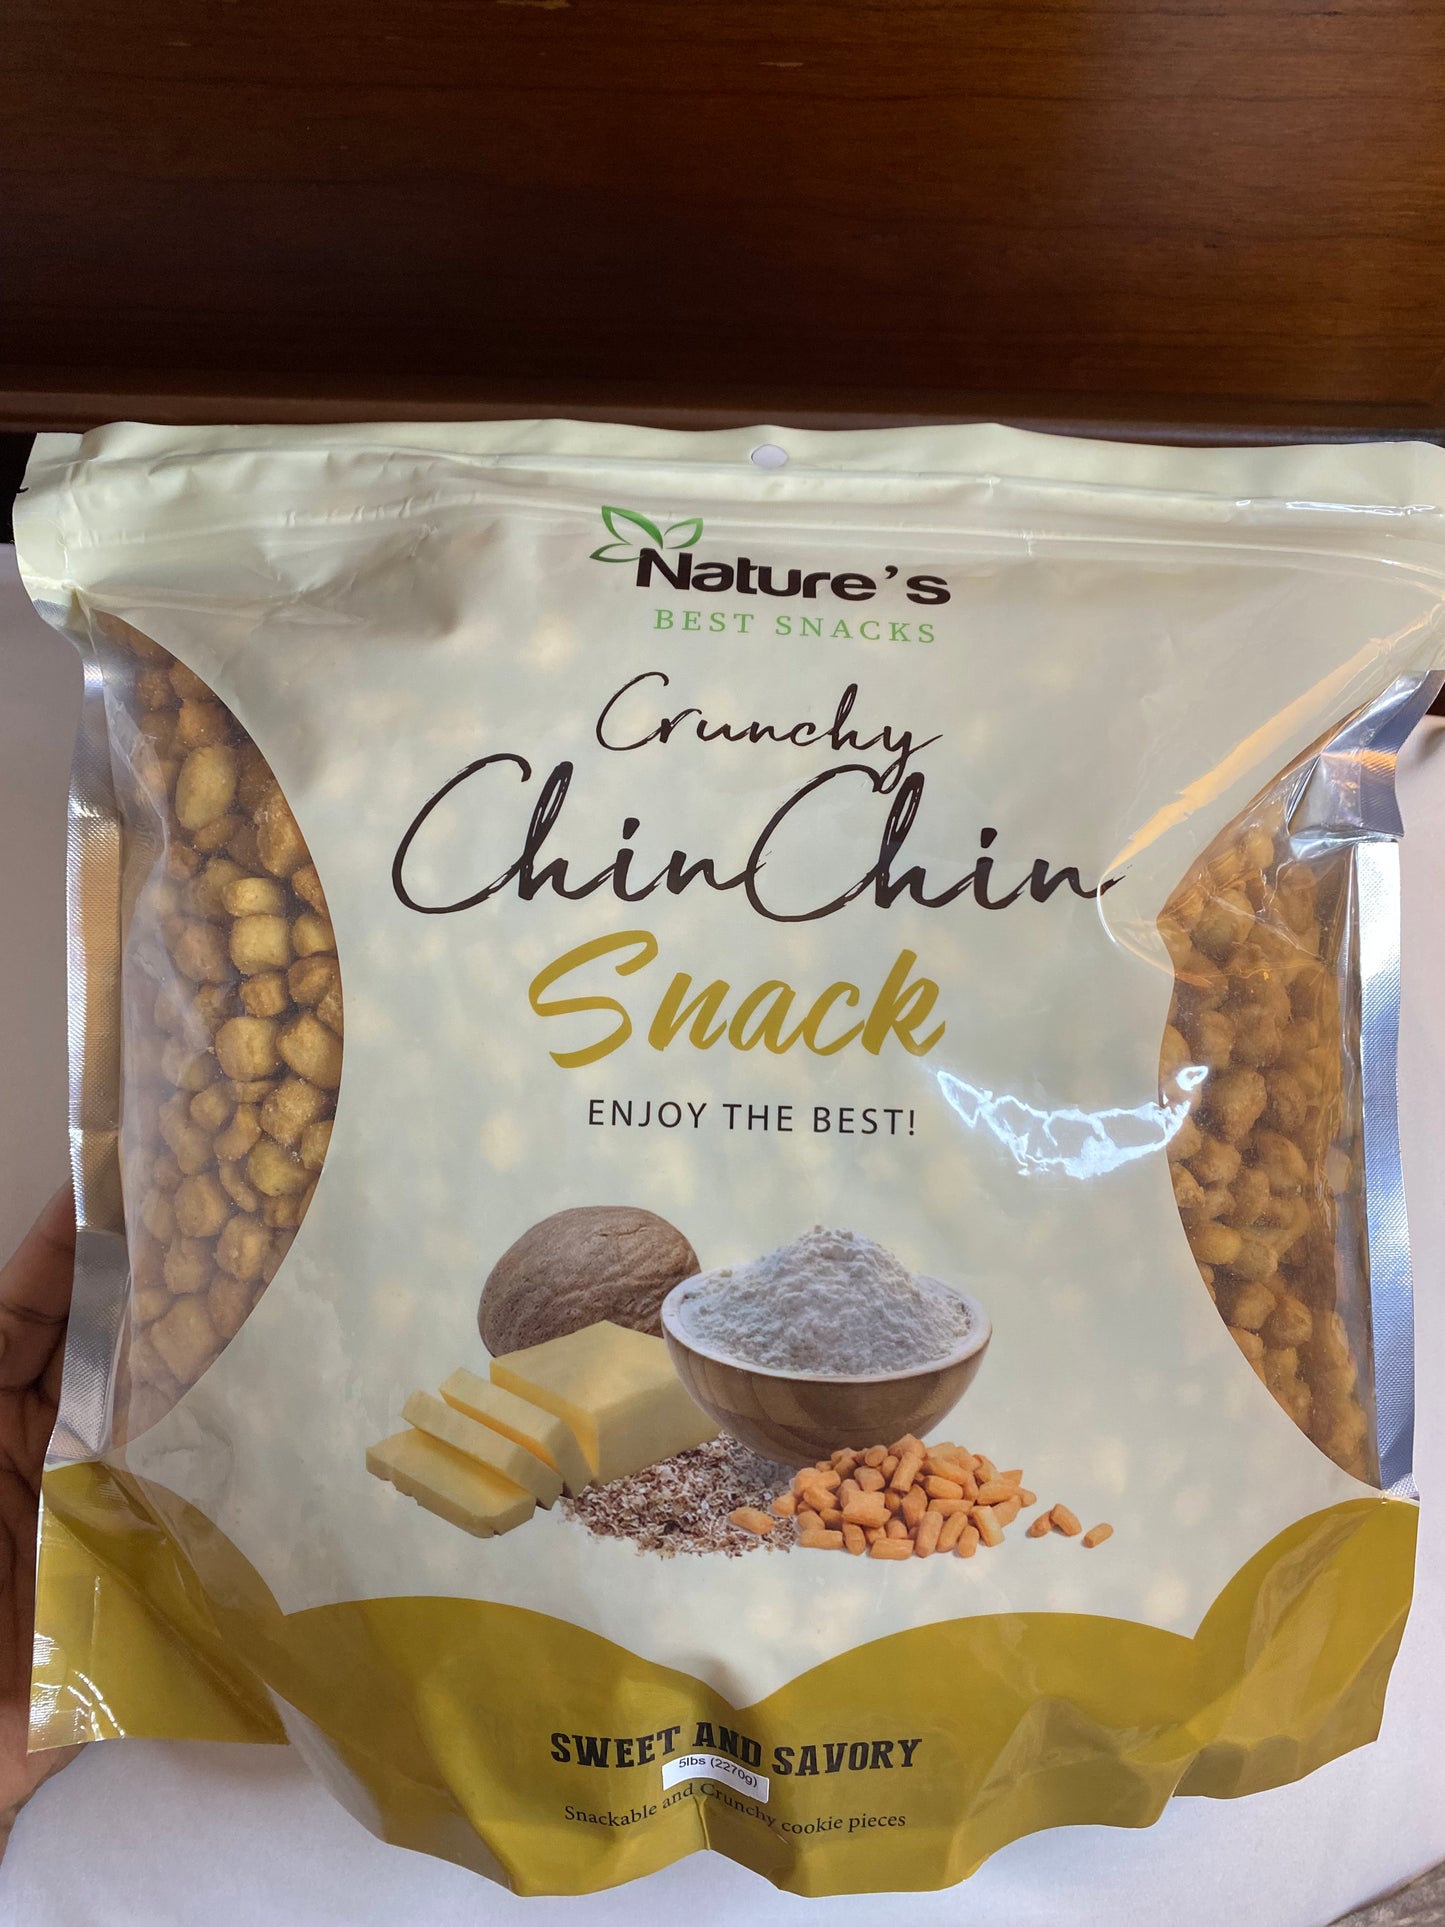 Nature's
BEST SNACKS
Crunchy
ChinChin
Snack
ENJOY THE BEST!
SWEET AND SAVORY
5lbs (2270g)
Snackable and Crunchy cookie pieces